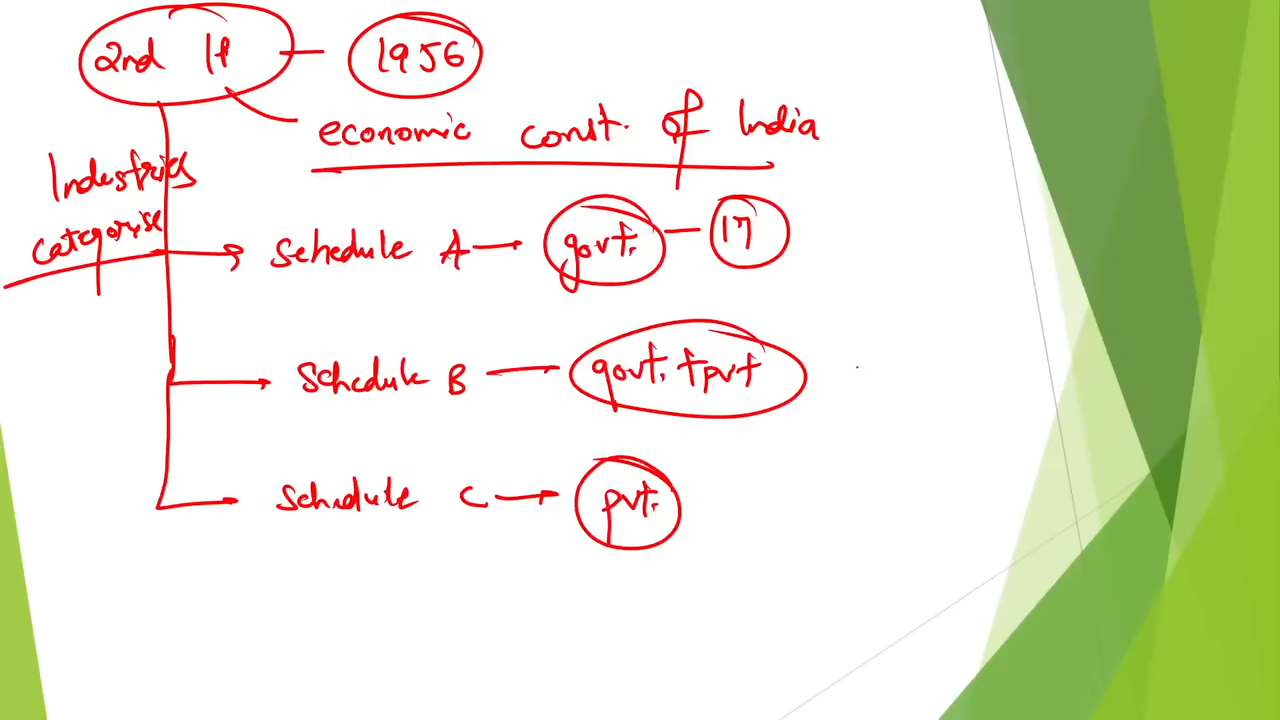 2nd IP - 1956
economic const. of India
Industries
categorise
Schedule A → govt. - 17
Schedule B - govt. + pvt
Schedule C → pvt.